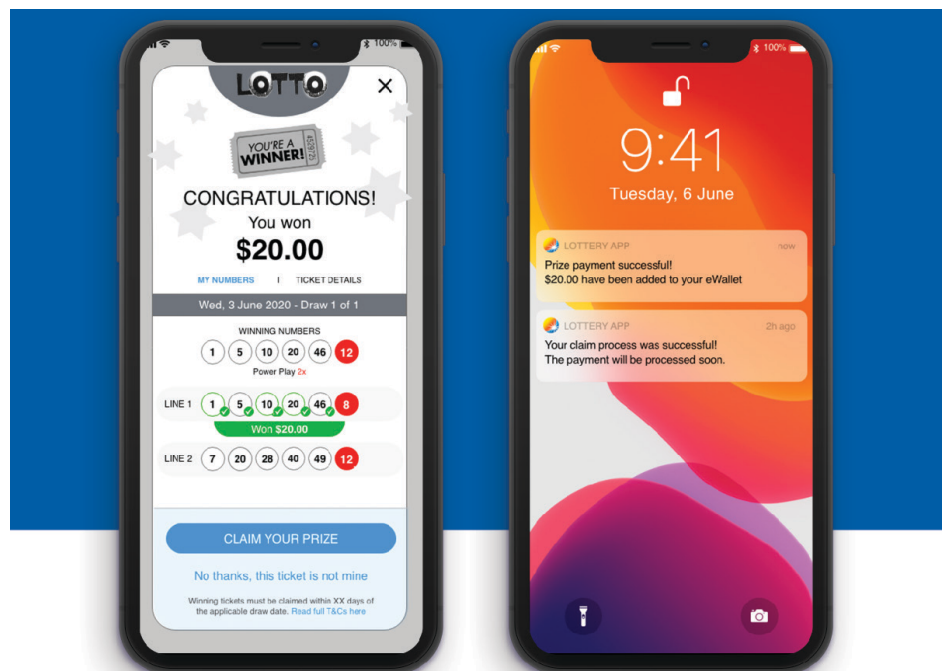 100%
LOTTO
YOU'RE A
WINNER!
452972
CONGRATULATIONS!
You won
$20.00
MY NUMBERS | TICKET DETAILS
Wed, 3 June 2020 - Draw 1 of 1
WINNING NUMBERS
1 5 10 20 46 12
Power Play 2x
LINE 1 1 5 10 20 46 8
Won $20.00
LINE 2 7 20 28 40 49 12
CLAIM YOUR PRIZE
No thanks, this ticket is not mine
Winning tickets must be claimed within XX days of
the applicable draw date. Read full T&Cs here
100%
9:41
Tuesday, 6 June
LOTTERY APP now
Prize payment successful!
$20.00 have been added to your eWallet
LOTTERY APP 2h ago
Your claim process was successful!
The payment will be processed soon.